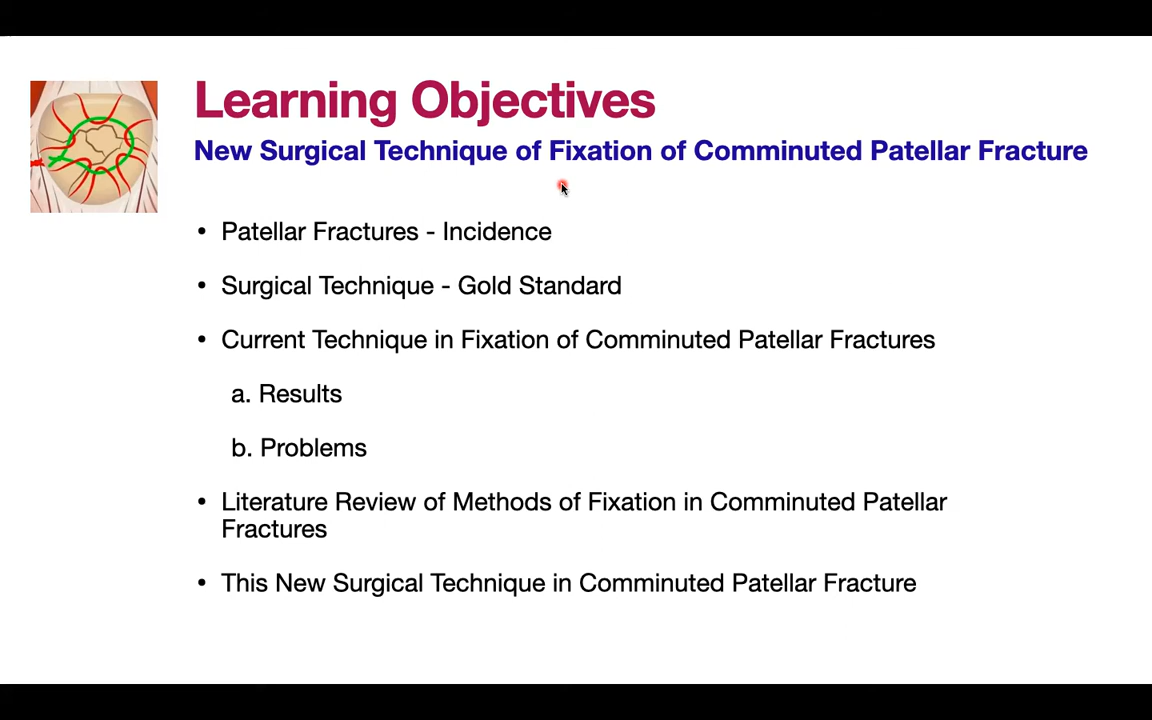 Learning Objectives
New Surgical Technique of Fixation of Comminuted Patellar Fracture
• Patellar Fractures - Incidence
• Surgical Technique - Gold Standard
• Current Technique in Fixation of Comminuted Patellar Fractures
a. Results
b. Problems
• Literature Review of Methods of Fixation in Comminuted Patellar
Fractures
• This New Surgical Technique in Comminuted Patellar Fracture